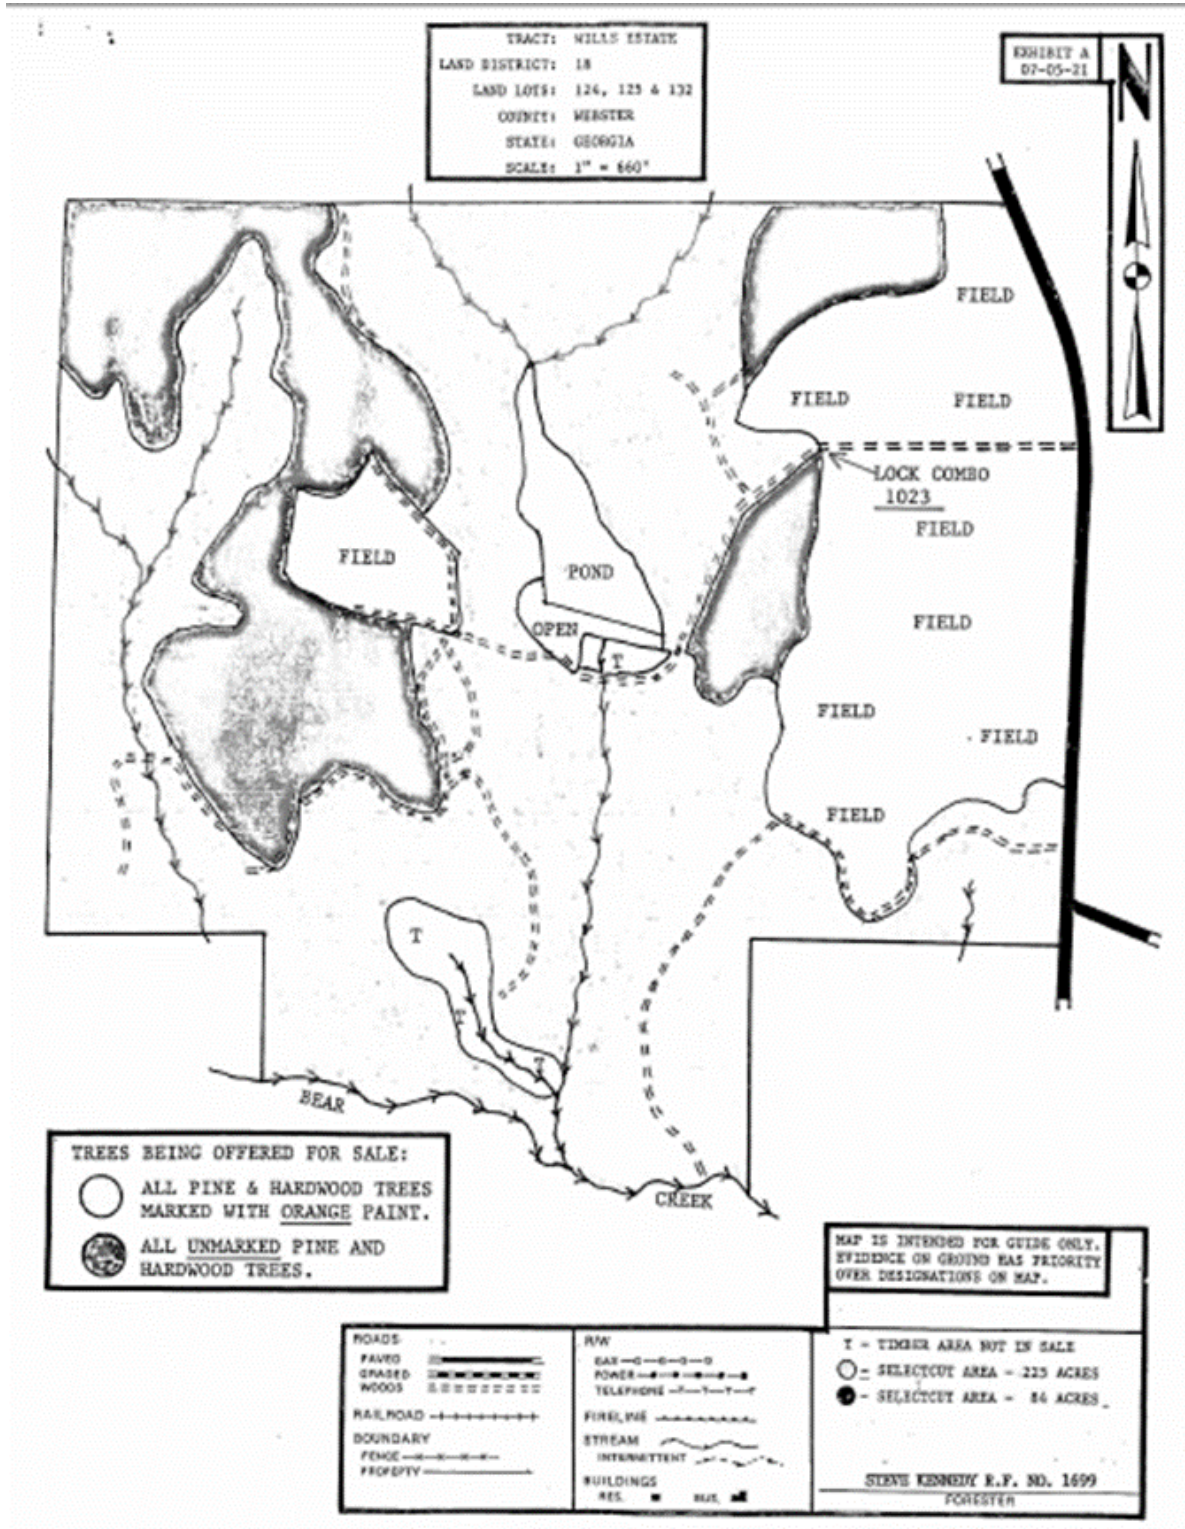 TRACT: WILLS ESTATE
LAND DISTRICT: 18
LAND LOTS: 124, 125 & 132
COUNTY: WEBSTER
STATE: GEORGIA
SCALE: 1" = 660'
EXHIBIT A
07-05-21
N
FIELD
FIELD
FIELD
LOCK COMBO
1023
FIELD
FIELD
POND
FIELD
OPEN
T
FIELD
FIELD
FIELD
T
T
T
BEAR
CREEK
TREES BEING OFFERED FOR SALE:
ALL PINE & HARDWOOD TREES
MARKED WITH ORANGE PAINT.
ALL UNMARKED PINE AND
HARDWOOD TREES.
MAP IS INTENDED FOR GUIDE ONLY.
EVIDENCE ON GROUND HAS PRIORITY
OVER DESIGNATIONS ON MAP.
ROADS
PAVED
GRADED
WOODS
RAILROAD
BOUNDARY
FENCE
PROPERTY
R/W
GAS
POWER
TELEPHONE
FIRELINE
STREAM
INTERMITTENT
BUILDINGS
RES. BUS.
T - TIMBER AREA NOT IN SALE
- SELECTCUT AREA - 225 ACRES
- SELECTCUT AREA - 84 ACRES
STEVE KENNEDY R.F. NO. 1699
FORESTER